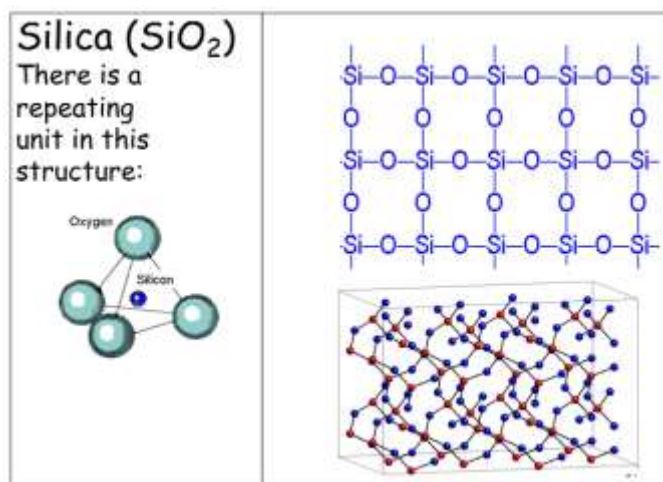 Silica (SiO₂)
There is a
repeating
unit in this
structure:
Oxygen
Silicon
Si—O—Si—O—Si—O—Si—O—Si
O O O O O
Si—O—Si—O—Si—O—Si—O—Si
O O O O O
Si—O—Si—O—Si—O—Si—O—Si